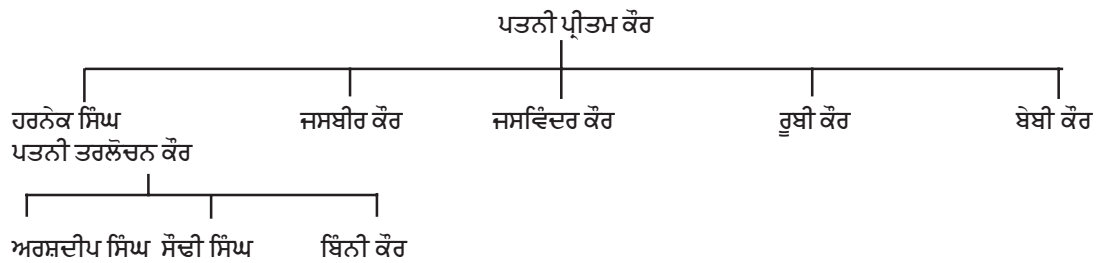 ਪਤਨੀ ਪ੍ਰੀਤਮ ਕੌਰ
ਹਰਨੇਕ ਸਿੰਘ ਜਸਬੀਰ ਕੌਰ ਜਸਵਿੰਦਰ ਕੌਰ ਰੂਬੀ ਕੌਰ ਬੇਬੀ ਕੌਰ
ਪਤਨੀ ਤਰਲੋਚਨ ਕੌਰ
ਅਰਸ਼ਦੀਪ ਸਿੰਘ ਸੌਢੀ ਸਿੰਘ ਬਿੰਨੀ ਕੌਰ